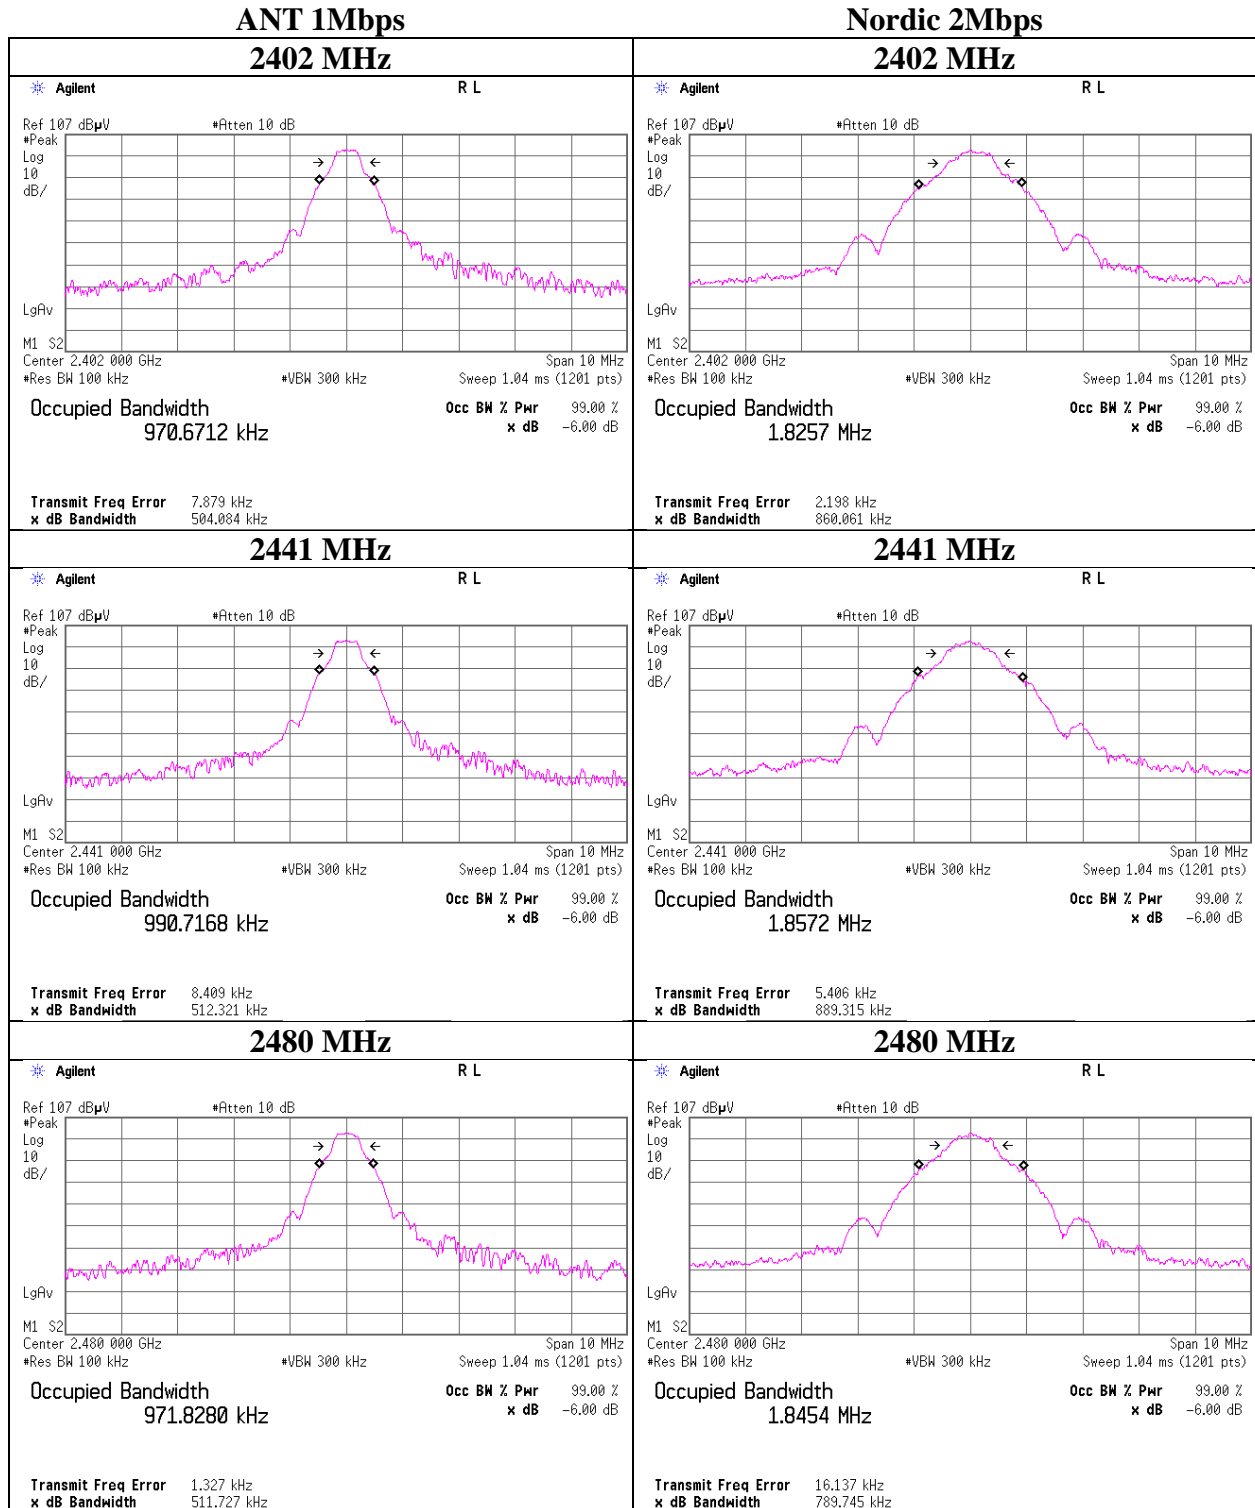 ANT 1Mbps Nordic 2Mbps
2402 MHz 2402 MHz
Agilent R L
Ref 107 dBµV #Atten 10 dB
#Peak
Log
10
dB/
LgAv
M1 S2
Center 2.402 000 GHz Span 10 MHz
#Res BW 100 kHz #VBW 300 kHz Sweep 1.04 ms (1201 pts)
Occupied Bandwidth Occ BW % Pwr 99.00 %
970.6712 kHz x dB -6.00 dB
Transmit Freq Error 7.879 kHz
x dB Bandwidth 504.084 kHz
Agilent R L
Ref 107 dBµV #Atten 10 dB
#Peak
Log
10
dB/
LgAv
M1 S2
Center 2.402 000 GHz Span 10 MHz
#Res BW 100 kHz #VBW 300 kHz Sweep 1.04 ms (1201 pts)
Occupied Bandwidth Occ BW % Pwr 99.00 %
1.8257 MHz x dB -6.00 dB
Transmit Freq Error 2.198 kHz
x dB Bandwidth 860.061 kHz
2441 MHz 2441 MHz
Agilent R L
Ref 107 dBµV #Atten 10 dB
#Peak
Log
10
dB/
LgAv
M1 S2
Center 2.441 000 GHz Span 10 MHz
#Res BW 100 kHz #VBW 300 kHz Sweep 1.04 ms (1201 pts)
Occupied Bandwidth Occ BW % Pwr 99.00 %
990.7168 kHz x dB -6.00 dB
Transmit Freq Error 8.409 kHz
x dB Bandwidth 512.321 kHz
Agilent R L
Ref 107 dBµV #Atten 10 dB
#Peak
Log
10
dB/
LgAv
M1 S2
Center 2.441 000 GHz Span 10 MHz
#Res BW 100 kHz #VBW 300 kHz Sweep 1.04 ms (1201 pts)
Occupied Bandwidth Occ BW % Pwr 99.00 %
1.8572 MHz x dB -6.00 dB
Transmit Freq Error 5.406 kHz
x dB Bandwidth 889.315 kHz
2480 MHz 2480 MHz
Agilent R L
Ref 107 dBµV #Atten 10 dB
#Peak
Log
10
dB/
LgAv
M1 S2
Center 2.480 000 GHz Span 10 MHz
#Res BW 100 kHz #VBW 300 kHz Sweep 1.04 ms (1201 pts)
Occupied Bandwidth Occ BW % Pwr 99.00 %
971.8280 kHz x dB -6.00 dB
Transmit Freq Error 1.327 kHz
x dB Bandwidth 511.727 kHz
Agilent R L
Ref 107 dBµV #Atten 10 dB
#Peak
Log
10
dB/
LgAv
M1 S2
Center 2.480 000 GHz Span 10 MHz
#Res BW 100 kHz #VBW 300 kHz Sweep 1.04 ms (1201 pts)
Occupied Bandwidth Occ BW % Pwr 99.00 %
1.8454 MHz x dB -6.00 dB
Transmit Freq Error 16.137 kHz
x dB Bandwidth 789.745 kHz